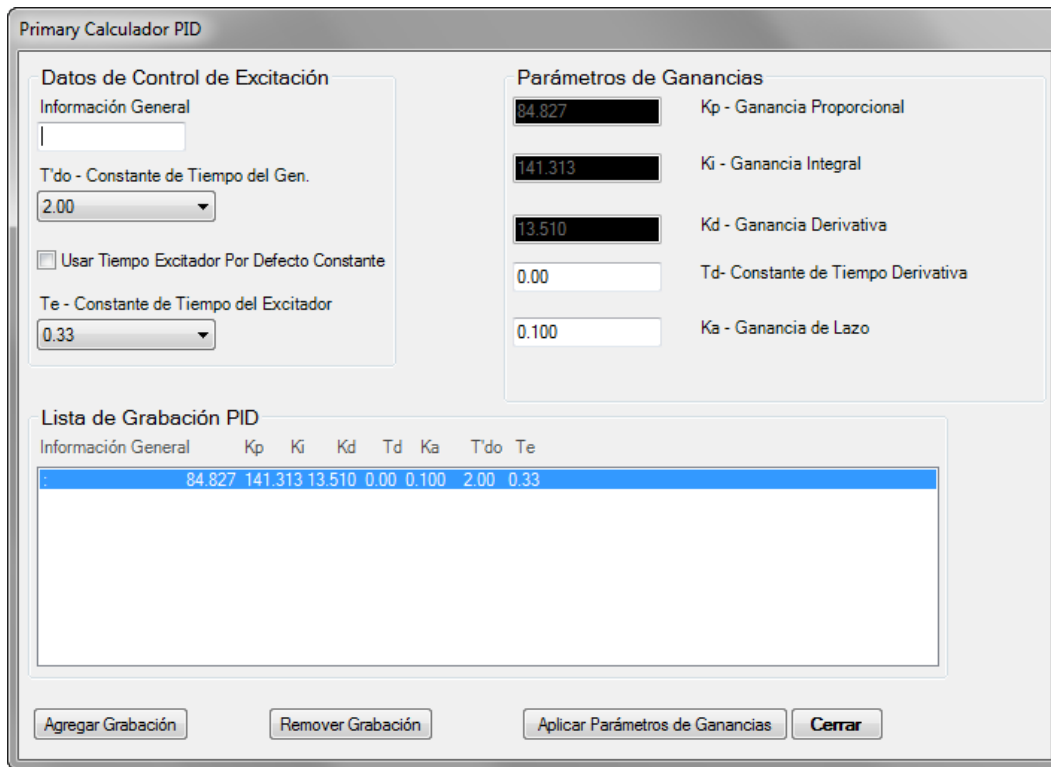 Primary Calculador PID
Datos de Control de Excitación
Información General
T'do - Constante de Tiempo del Gen.
2.00
Usar Tiempo Excitador Por Defecto Constante
Te - Constante de Tiempo del Excitador
0.33
Parámetros de Ganancias
84.827 Kp - Ganancia Proporcional
141.313 Ki - Ganancia Integral
13.510 Kd - Ganancia Derivativa
0.00 Td- Constante de Tiempo Derivativa
0.100 Ka - Ganancia de Lazo
Lista de Grabación PID
Información General Kp Ki Kd Td Ka T'do Te
: 84.827 141.313 13.510 0.00 0.100 2.00 0.33
Agregar Grabación Remover Grabación Aplicar Parámetros de Ganancias Cerrar